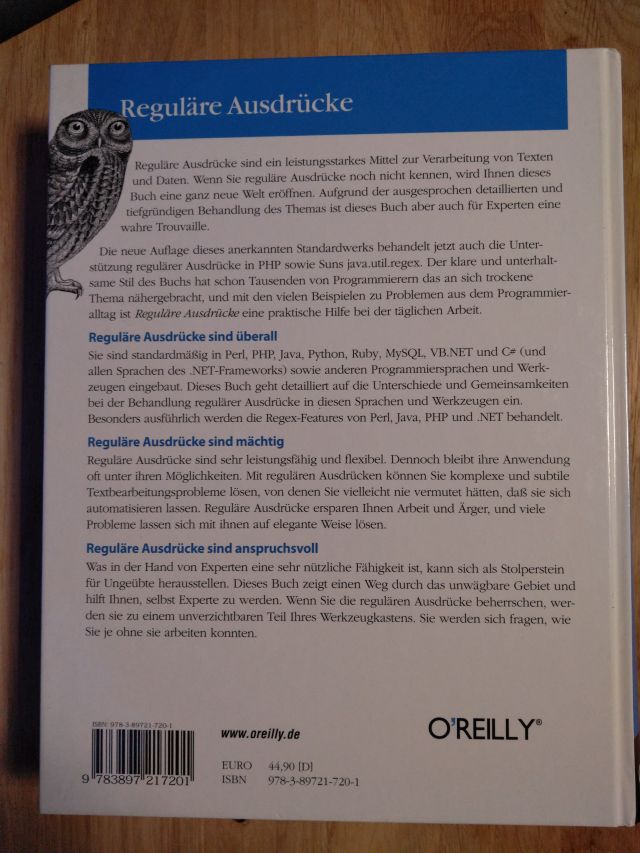 Reguläre Ausdrücke
Reguläre Ausdrücke sind ein leistungsstarkes Mittel zur Verarbeitung von Texten
und Daten. Wenn Sie reguläre Ausdrücke noch nicht kennen, wird Ihnen dieses
Buch eine ganz neue Welt eröffnen. Aufgrund der ausgesprochen detaillierten und
tiefgründigen Behandlung des Themas ist dieses Buch aber auch für Experten eine
wahre Trouvaille.
Die neue Auflage dieses anerkannten Standardwerks behandelt jetzt auch die Unter-
stützung regulärer Ausdrücke in PHP sowie Suns java.util.regex. Der klare und unterhalt-
same Stil des Buchs hat schon Tausenden von Programmierern das an sich trockene
Thema nähergebracht, und mit den vielen Beispielen zu Problemen aus dem Programmier-
alltag ist Reguläre Ausdrücke eine praktische Hilfe bei der täglichen Arbeit.
Reguläre Ausdrücke sind überall
Sie sind standardmäßig in Perl, PHP, Java, Python, Ruby, MySQL, VB.NET und C# (und
allen Sprachen des .NET-Frameworks) sowie anderen Programmiersprachen und Werk-
zeugen eingebaut. Dieses Buch geht detailliert auf die Unterschiede und Gemeinsamkeiten
bei der Behandlung regulärer Ausdrücke in diesen Sprachen und Werkzeugen ein.
Besonders ausführlich werden die Regex-Features von Perl, Java, PHP und .NET behandelt.
Reguläre Ausdrücke sind mächtig
Reguläre Ausdrücke sind sehr leistungsfähig und flexibel. Dennoch bleibt ihre Anwendung
oft unter ihren Möglichkeiten. Mit regulären Ausdrücken können Sie komplexe und subtile
Textbearbeitungsprobleme lösen, von denen Sie vielleicht nie vermutet hätten, daß sie sich
automatisieren lassen. Reguläre Ausdrücke ersparen Ihnen Arbeit und Ärger, und viele
Probleme lassen sich mit ihnen auf elegante Weise lösen.
Reguläre Ausdrücke sind anspruchsvoll
Was in der Hand von Experten eine sehr nützliche Fähigkeit ist, kann sich als Stolperstein
für Ungeübte herausstellen. Dieses Buch zeigt einen Weg durch das unwägbare Gebiet und
hilft Ihnen, selbst Experte zu werden. Wenn Sie die regulären Ausdrücke beherrschen, wer-
den sie zu einem unverzichtbaren Teil Ihres Werkzeugkastens. Sie werden sich fragen, wie
Sie je ohne sie arbeiten konnten.
ISBN: 978-3-89721-720-1
9 783897 217201
www.oreilly.de
EURO 44,90 [D]
ISBN 978-3-89721-720-1
O'REILLY®